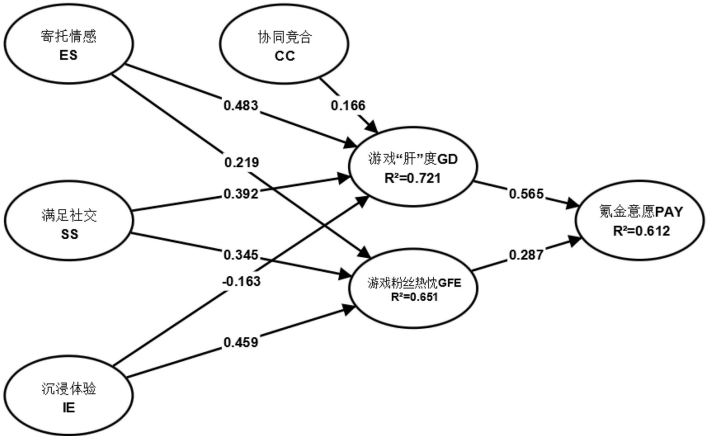 寄托情感
ES
协同竞合
CC
0.483
0.166
0.219
游戏“肝”度GD
R²=0.721
0.392
0.565
满足社交
SS
氪金意愿PAY
R²=0.612
0.345
0.287
-0.163
游戏粉丝热忱GFE
R²=0.651
0.459
沉浸体验
IE